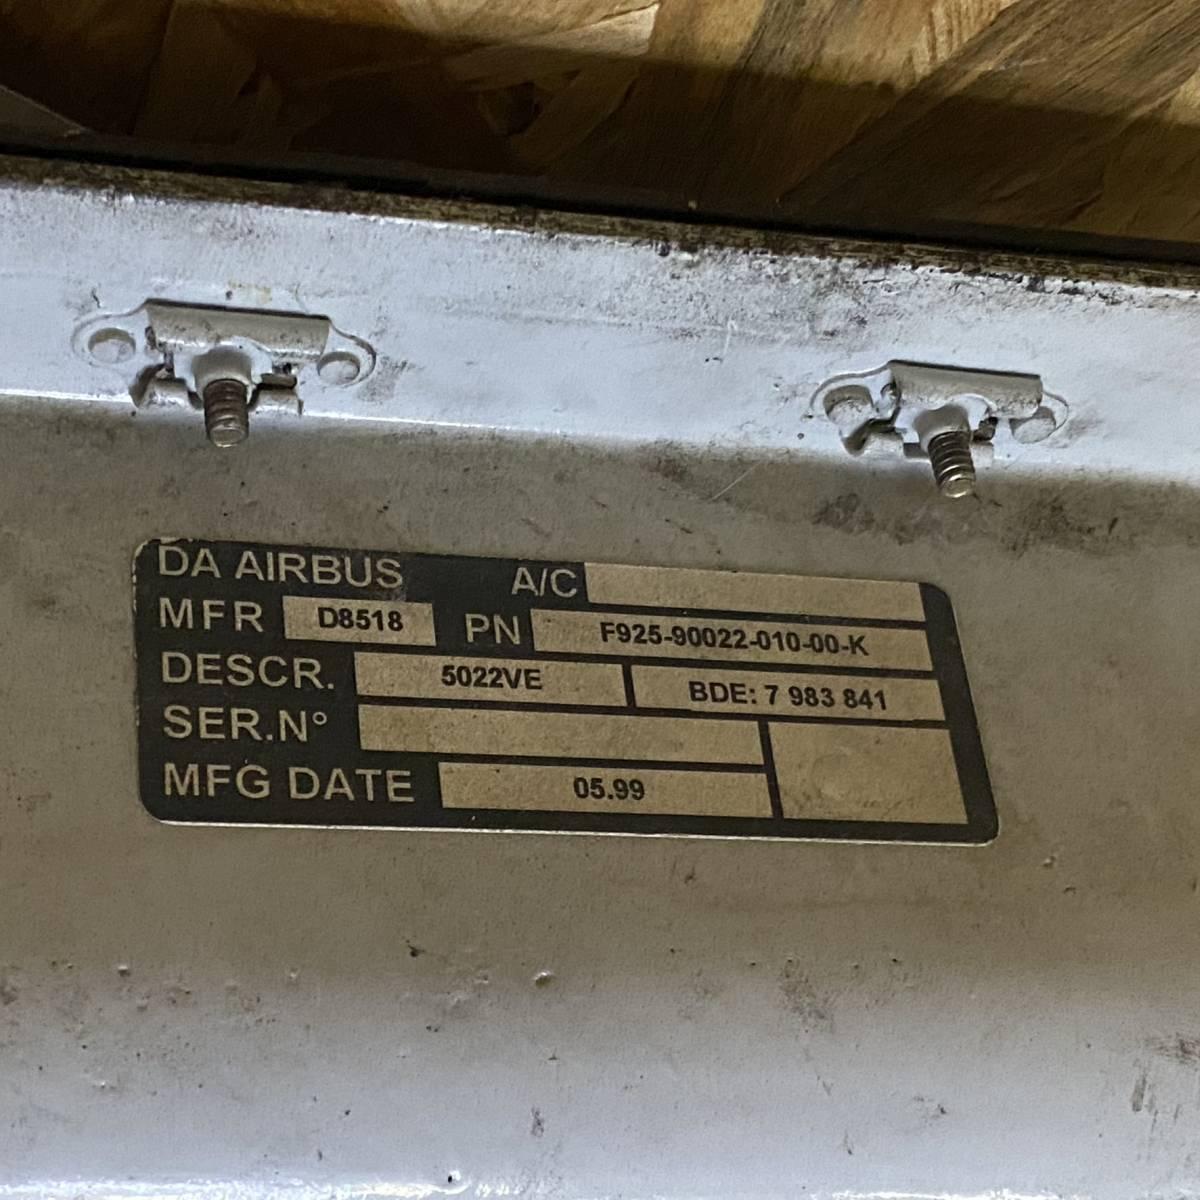 DA AIRBUS A/C
MFR D8518 PN F925-90022-010-00-K
DESCR. 5022VE BDE: 7 983 841
SER.N°
MFG DATE 05.99